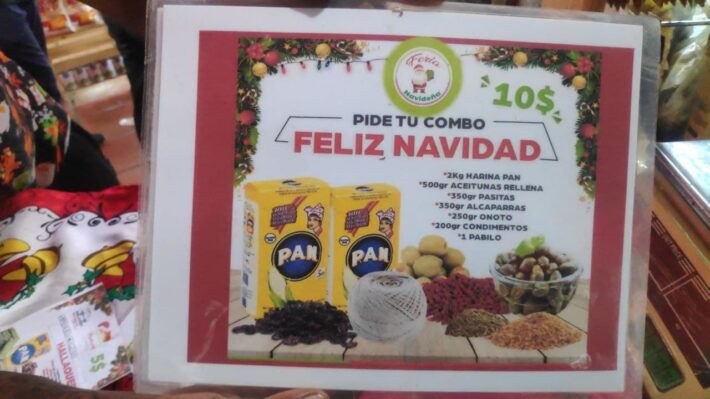 Feria
Navideña
10$
PIDE TU COMBO
FELIZ NAVIDAD
*2Kg HARINA PAN
*500gr ACEITUNAS RELLENA
*350gr PASITAS
*350gr ALCAPARRAS
*250gr ONOTO
*200gr CONDIMENTOS
*1 PABILO
PAN
PAN
5$
PAN